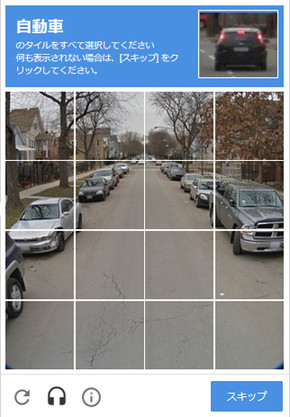 自動車
のタイルをすべて選択してください
何も表示されない場合は、[スキップ] をク
リックしてください。
スキップ